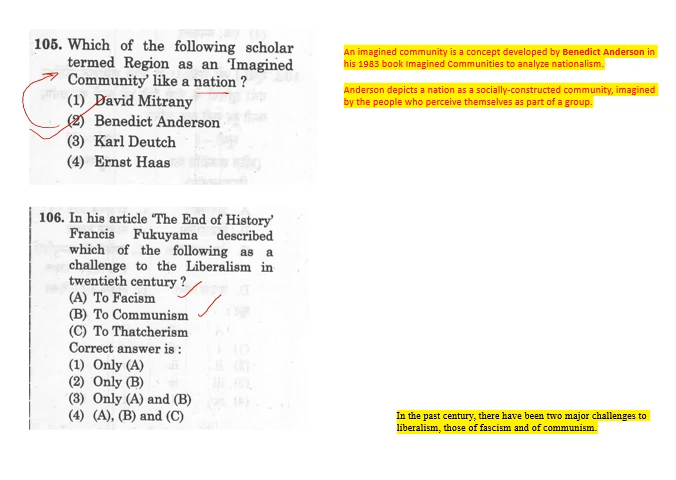 105. Which of the following scholar
termed Region as an 'Imagined
Community' like a nation ?
(1) David Mitrany
(2) Benedict Anderson
(3) Karl Deutch
(4) Ernst Haas
An imagined community is a concept developed by Benedict Anderson in
his 1983 book Imagined Communities to analyze nationalism.
Anderson depicts a nation as a socially-constructed community, imagined
by the people who perceive themselves as part of a group.
106. In his article 'The End of History'
Francis Fukuyama described
which of the following as a
challenge to the Liberalism in
twentieth century ?
(A) To Facism
(B) To Communism
(C) To Thatcherism
Correct answer is :
(1) Only (A)
(2) Only (B)
(3) Only (A) and (B)
(4) (A), (B) and (C)
In the past century, there have been two major challenges to
liberalism, those of fascism and of communism.